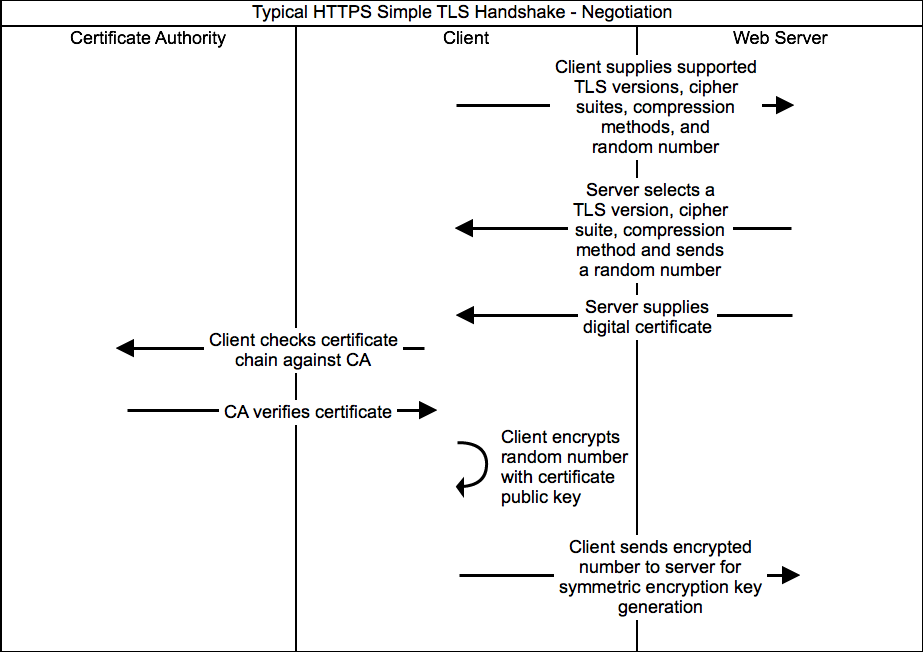 Typical HTTPS Simple TLS Handshake - Negotiation
Certificate Authority
Client
Web Server
Client supplies supported
TLS versions, cipher
suites, compression
methods, and
random number
Server selects a
TLS version, cipher
suite, compression
method and sends
a random number
Server supplies
digital certificate
Client checks certificate
chain against CA
CA verifies certificate
Client encrypts
random number
with certificate
public key
Client sends encrypted
number to server for
symmetric encryption key
generation